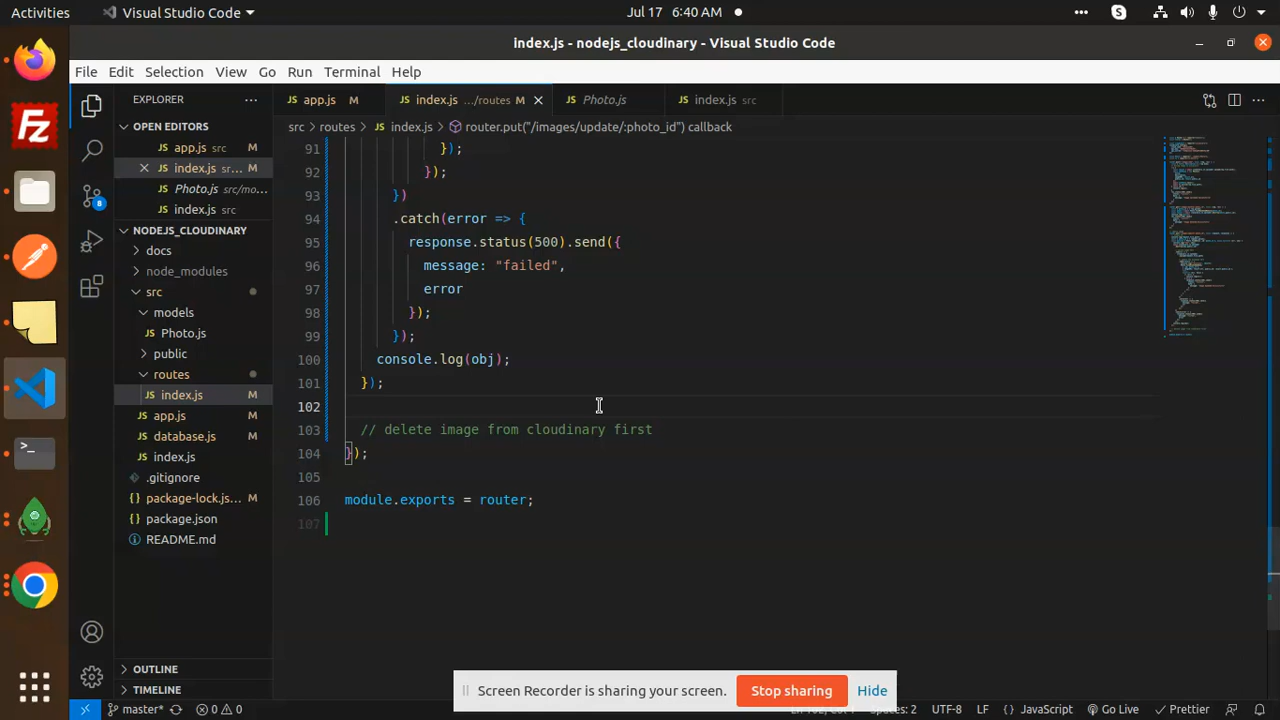 Activities
Visual Studio Code
Jul 17 6:40 AM
index.js - nodejs_cloudinary - Visual Studio Code
File Edit Selection View Go Run Terminal Help
EXPLORER
OPEN EDITORS
app.js src M
index.js sr... M
Photo.js src/mo...
index.js src
NODEJS_CLOUDINARY
docs
node_modules
src
models
Photo.js
public
routes
index.js M
app.js M
database.js M
index.js
.gitignore
package-lock.js... M
package.json
README.md
OUTLINE
TIMELINE
app.js M
index.js .../routes M
Photo.js
index.js src
src > routes > JS index.js > router.put("/images/update/:photo_id") callback
91 });
92 });
93 })
94 .catch(error => {
95 response.status(500).send({
96 message: "failed",
97 error
98 });
99 });
100 console.log(obj);
101 });
102
103 // delete image from cloudinary first
104 });
105
106 module.exports = router;
107
Screen Recorder is sharing your screen. Stop sharing Hide
master* 0 0
Spaces: 2 UTF-8 LF JavaScript Go Live Prettier